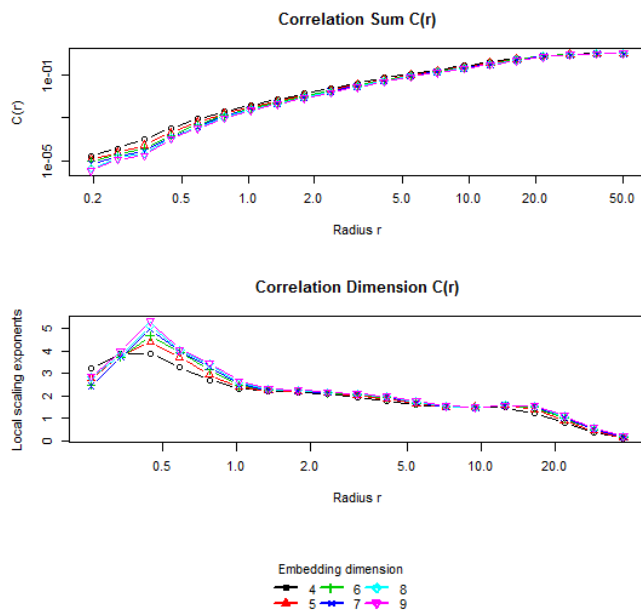 Correlation Sum C(r)
C(r)
1e-01
1e-05
0.2 0.5 1.0 2.0 5.0 10.0 20.0 50.0
Radius r
Correlation Dimension C(r)
Local scaling exponents
5
4
3
2
1
0
0.5 1.0 2.0 5.0 10.0 20.0
Radius r
Embedding dimension
4 6 8
5 7 9